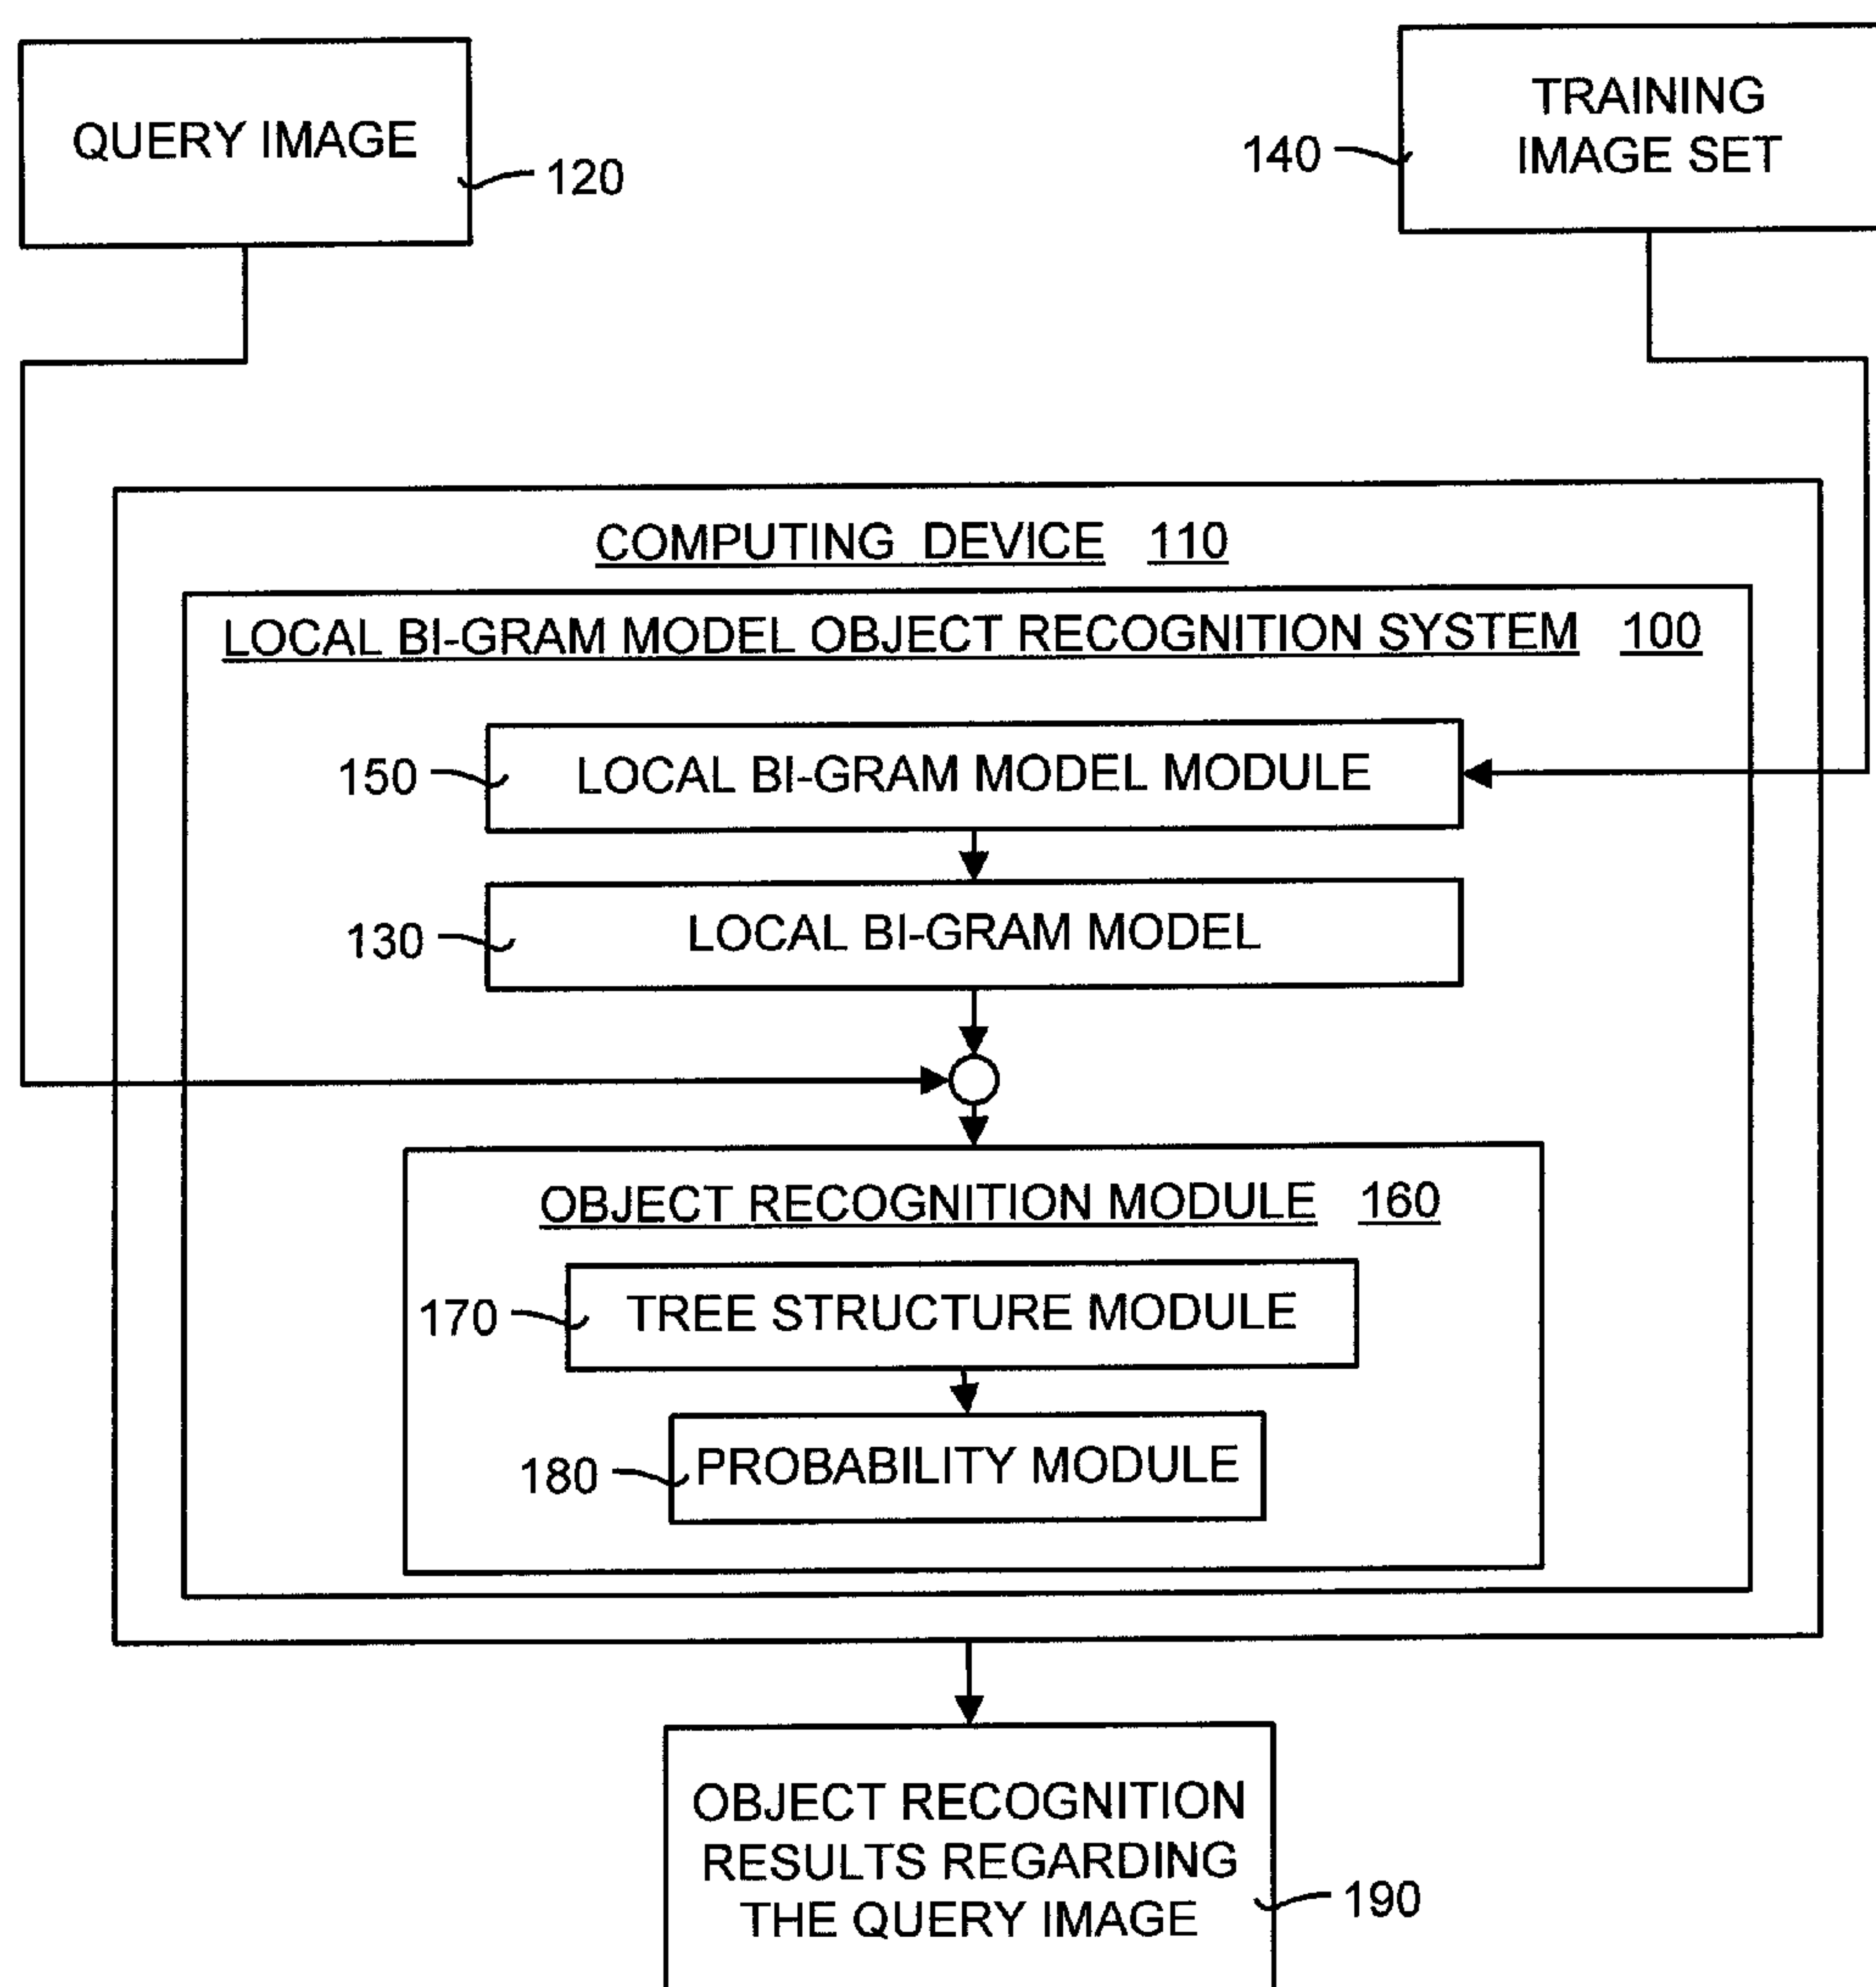 QUERY IMAGE
120
TRAINING
IMAGE SET
140
COMPUTING DEVICE 110
LOCAL BI-GRAM MODEL OBJECT RECOGNITION SYSTEM 100
150
LOCAL BI-GRAM MODEL MODULE
130
LOCAL BI-GRAM MODEL
OBJECT RECOGNITION MODULE 160
170
TREE STRUCTURE MODULE
180
PROBABILITY MODULE
OBJECT RECOGNITION
RESULTS REGARDING
THE QUERY IMAGE
190